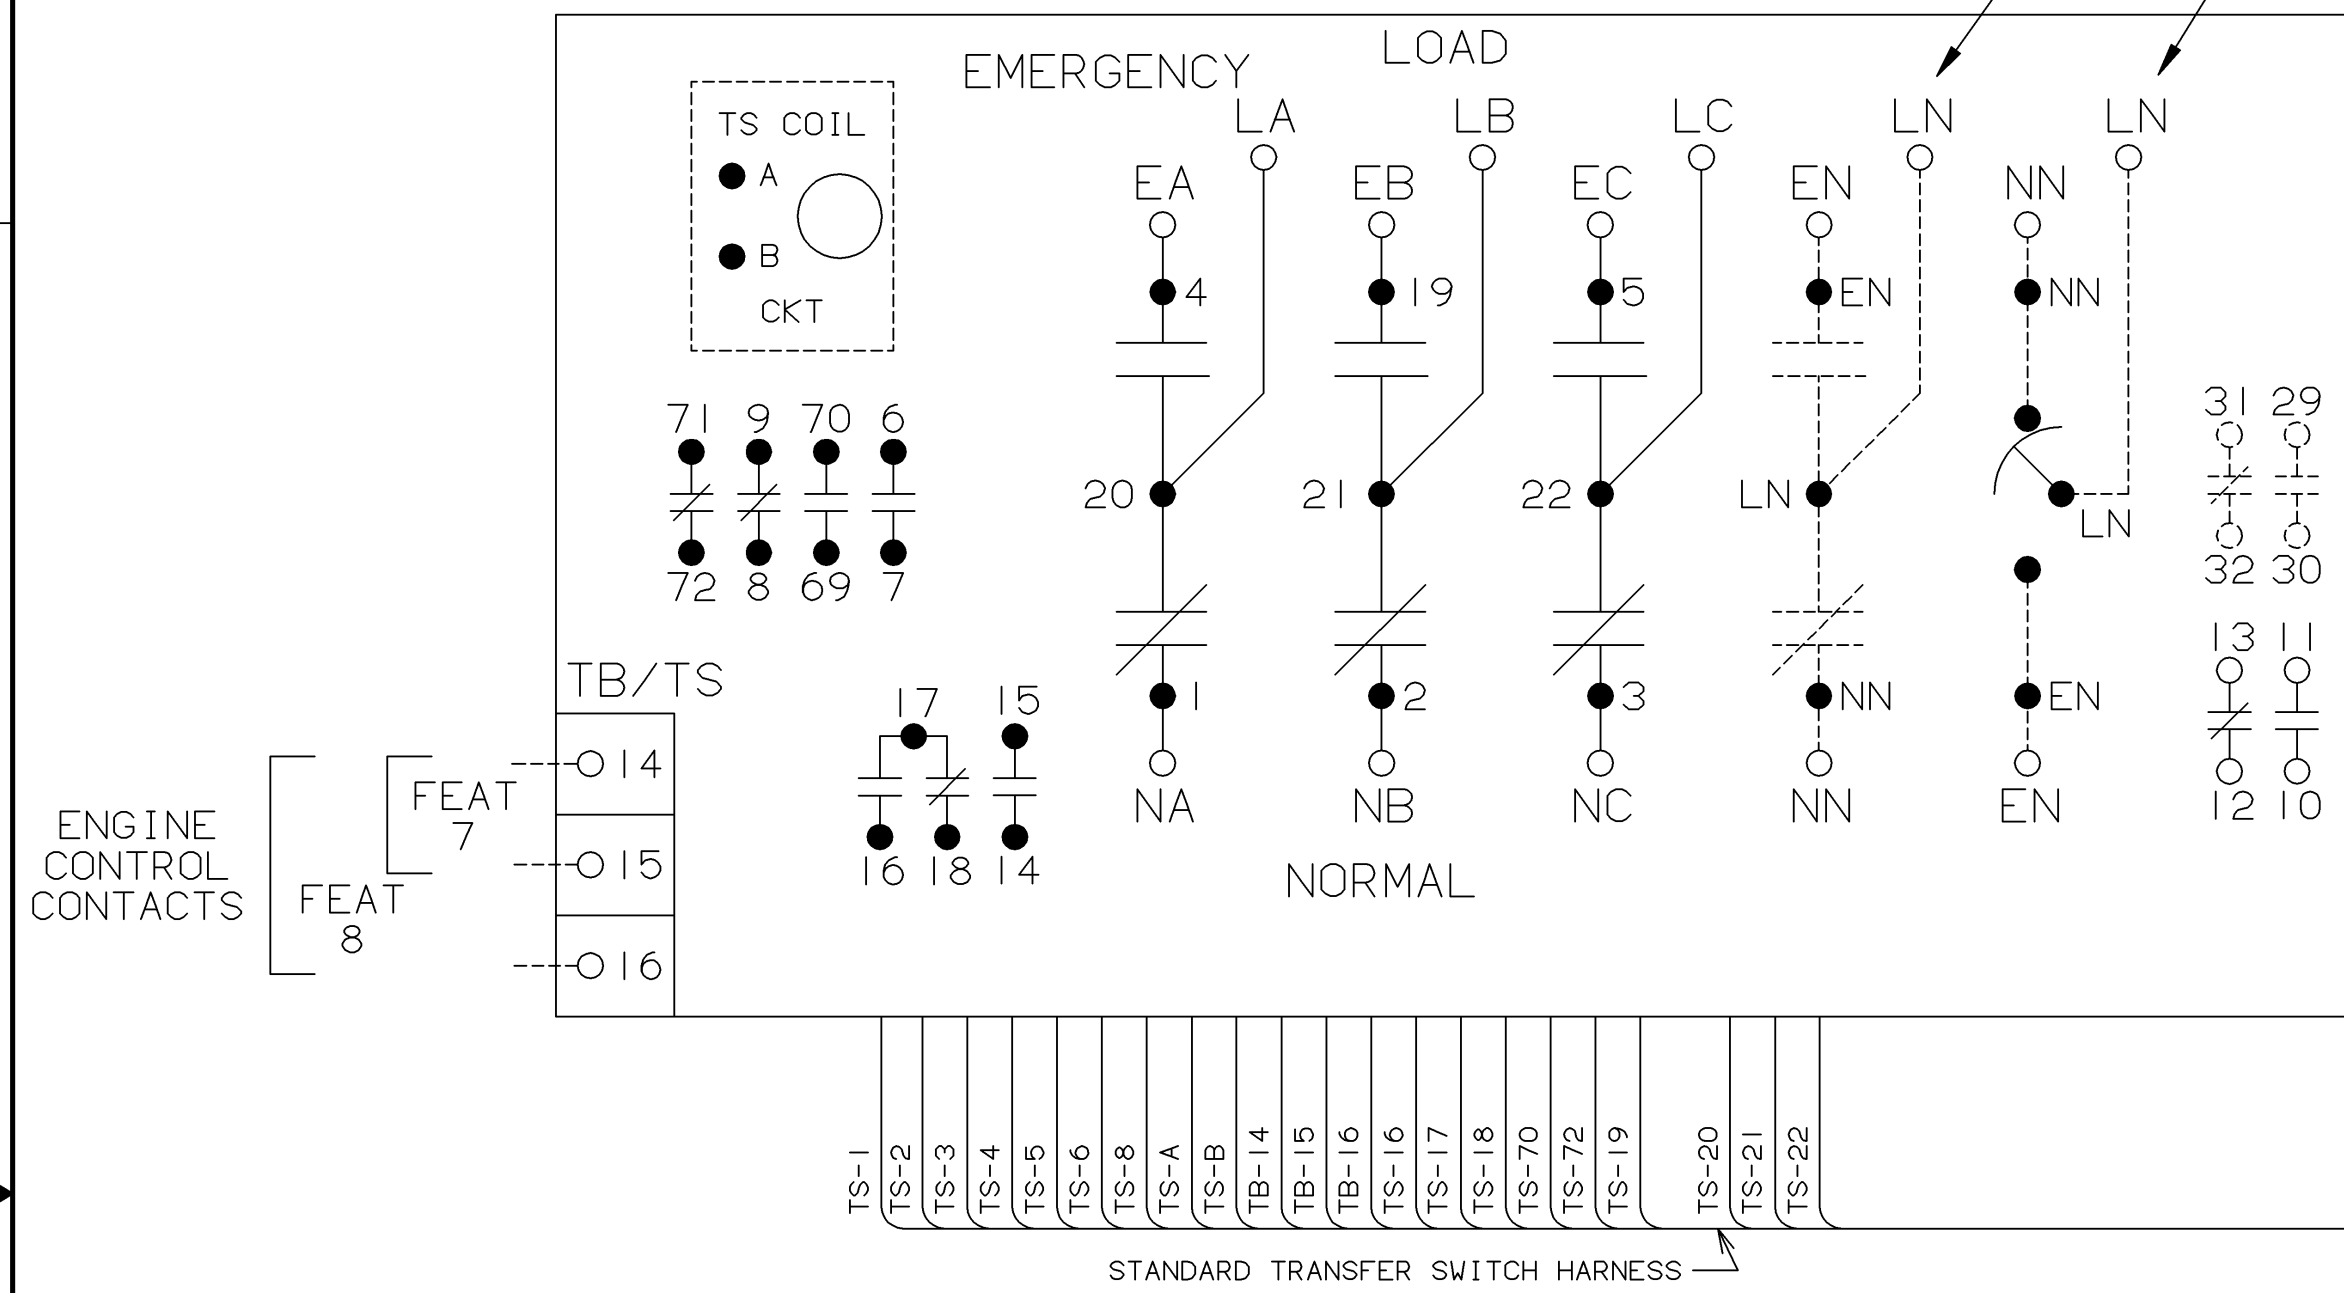 LOAD
EMERGENCY
LA LB LC LN LN
TS COIL
A
B
CKT
EA EB EC EN NN
4 19 5 EN NN
71 9 70 6
72 8 69 7
31 29
32 30
20 21 22 LN LN
13 11
12 10
TB/TS
1 2 3 NN EN
17 15
16 18 14
NA NB NC NN EN
NORMAL
14
15
16
FEAT
7
FEAT
8
ENGINE
CONTROL
CONTACTS
TS-1
TS-2
TS-3
TS-4
TS-5
TS-6
TS-8
TS-A
TS-B
TB-14
TB-15
TB-16
TS-16
TS-17
TS-18
TS-70
TS-72
TS-19
TS-20
TS-21
TS-22
STANDARD TRANSFER SWITCH HARNESS